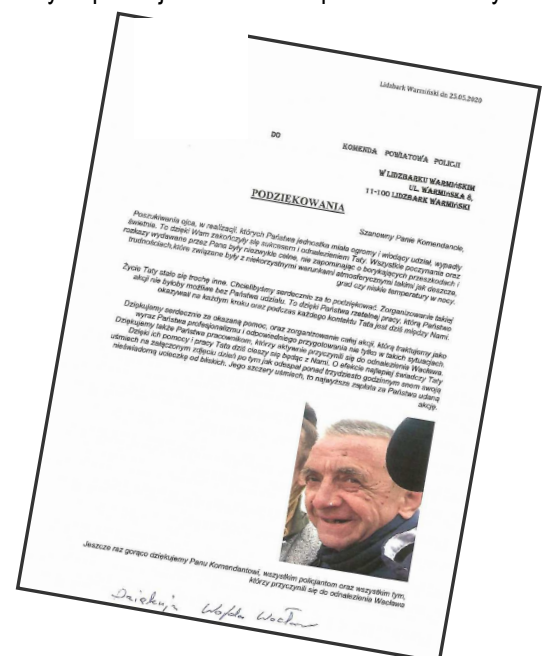 Lidzbark Warmiński dn 25.05.2020
DO
KOMENDA POWIATOWA POLICJI
W LIDZBARKU WARMIŃSKIM
UL. WARMIŃSKA 8,
11-100 LIDZBARK WARMIŃSKI
PODZIEKOWANIA
Szanowny Panie Komendancie,
Poszukiwania ojca, w realizacji, których Państwa jednostka miała ogromy i wiodący udział, wypadły
świetnie. To dzięki Wam zakończyły się sukcesem i odnalezieniem Taty. Wszystkie poczynania oraz
rozkazy wydawane przez Pana były niezwykle celne, nie zapominając o borykających przeszkodach i
trudnościach,które związane były z niekorzystnymi warunkami atmosferycznymi takimi jak deszcze,
grad czy niskie temperatury w nocy.
Życie Taty stało się trochę inne. Chcielibyśmy serdecznie za to podziękować. Zorganizowanie takiej
akcji nie byłoby możliwe bez Państwa udziału. To dzięki Państwa rzetelnej pracy, którą Państwo
okazywali na każdym kroku oraz podczas każdego kontaktu Tata jest dziś między Nami.
Dziękujemy serdecznie za okazaną pomoc, oraz zorganizowanie całej akcji, którą traktujemy jako
wyraz Państwa profesjonalizmu i odpowiedniego przygotowania nie tylko w takich sytuacjach.
Dziękujemy także Państwa pracownikom, którzy aktywnie przyczynili się do odnalezienia Wacława.
Dzięki ich pomocy i pracy Tata dziś cieszy się będąc z Nami. O efekcie najlepiej świadczy Taty
uśmiech na załączonym zdjęciu dzień po tym jak odespał ponad trzydziesto godzinnym snem swoją
nieświadomą ucieczkę od bliskich. Jego szczery uśmiech, to najwyższe zapłata za Państwa udaną
akcję.
Jeszcze raz gorąco dziękujemy Panu Komendantowi, wszystkim policjantom oraz wszystkim tym,
którzy przyczynili się do odnalezienia Wacława
Dziękuję Wojda Wacław